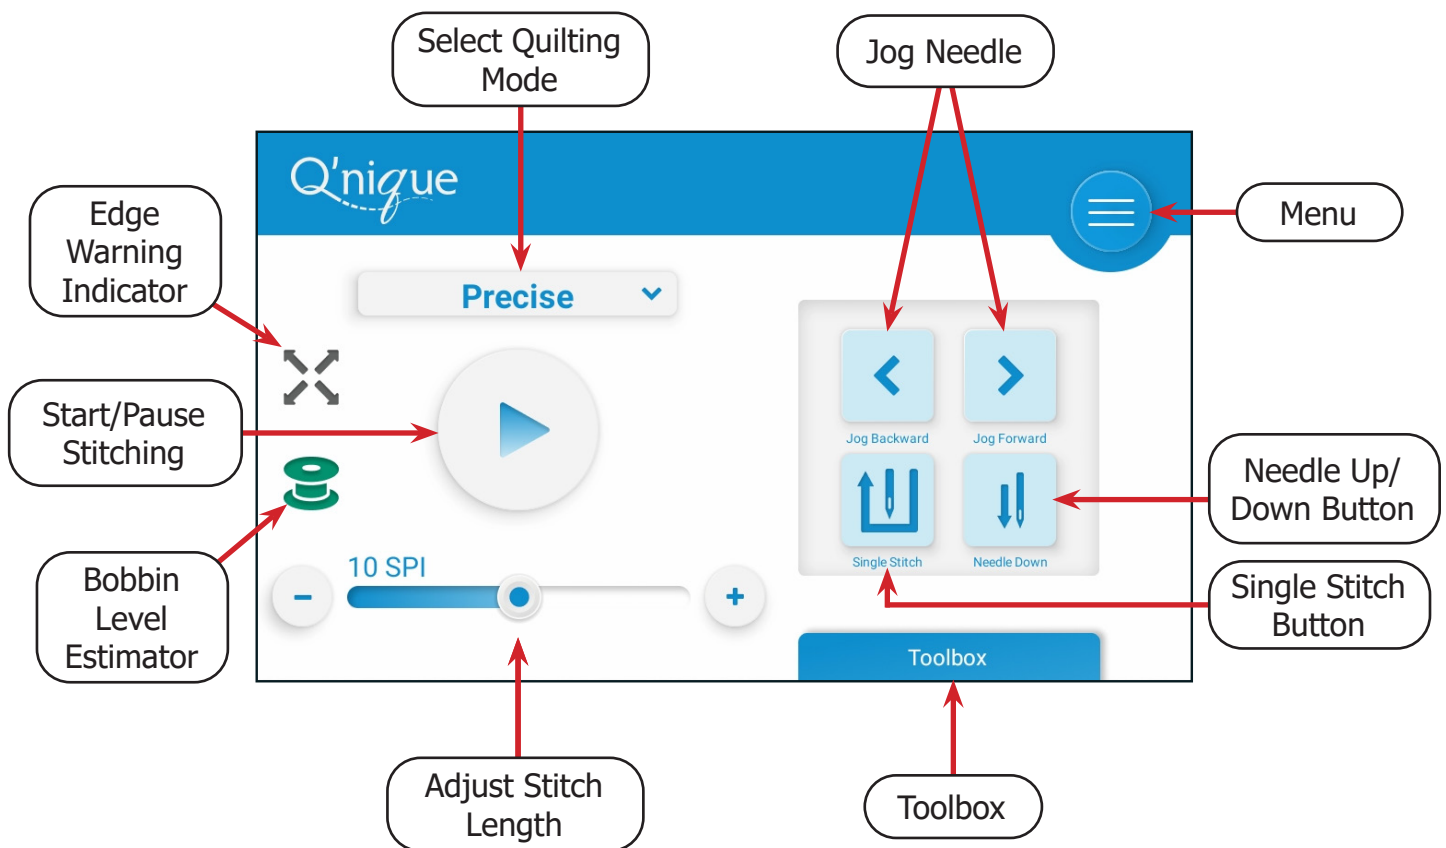 Select Quilting
Mode
Jog Needle
Q'nique
Menu
Edge
Warning
Indicator
Precise
Start/Pause
Stitching
Jog Backward
Jog Forward
Needle Up/
Down Button
Bobbin
Level
Estimator
10 SPI
-
+
Single Stitch
Needle Down
Single Stitch
Button
Toolbox
Adjust Stitch
Length
Toolbox